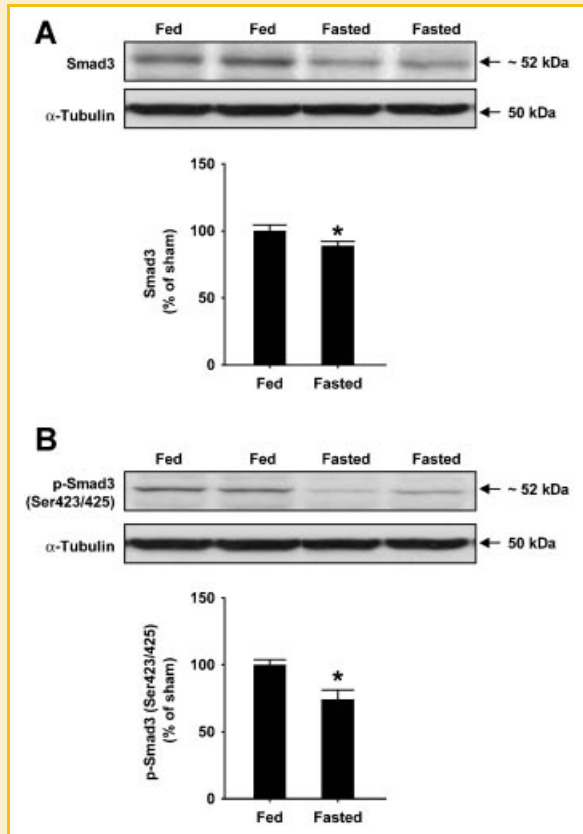 A
Fed Fed Fasted Fasted
Smad3
~ 52 kDa
α-Tubulin
50 kDa
150
100
50
0
Smad3
(% of sham)
*
Fed Fasted
B
Fed Fed Fasted Fasted
p-Smad3
(Ser423/425)
~ 52 kDa
α-Tubulin
50 kDa
150
100
50
0
p-Smad3 (Ser423/425)
(% of sham)
*
Fed Fasted